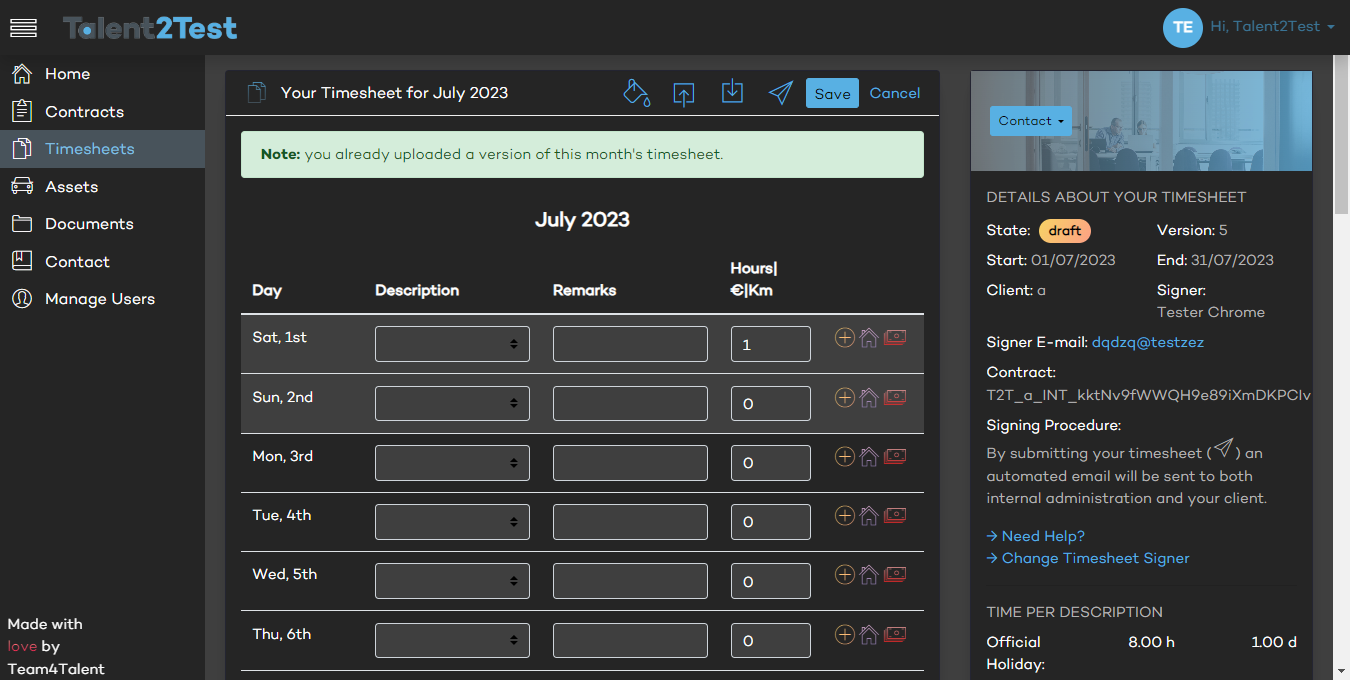 Talent2Test
TE
Hi, Talent2Test
Home
Contracts
Timesheets
Assets
Documents
Contact
Manage Users
Made with
love by
Team4Talent
Your Timesheet for July 2023
Save
Cancel
Note: you already uploaded a version of this month's timesheet.
July 2023
Day Description Remarks Hours|
€|Km
Sat, 1st 1
Sun, 2nd 0
Mon, 3rd 0
Tue, 4th 0
Wed, 5th 0
Thu, 6th 0
Contact
DETAILS ABOUT YOUR TIMESHEET
State: draft Version: 5
Start: 01/07/2023 End: 31/07/2023
Client: a Signer:
Tester Chrome
Signer E-mail: dqdzq@testzez
Contract:
T2T_a_INT_kktNv9fWWQH9e89iXmDKPClv
Signing Procedure:
By submitting your timesheet ( ) an
automated email will be sent to both
internal administration and your client.
→ Need Help?
→ Change Timesheet Signer
TIME PER DESCRIPTION
Official 8.00 h 1.00 d
Holiday: